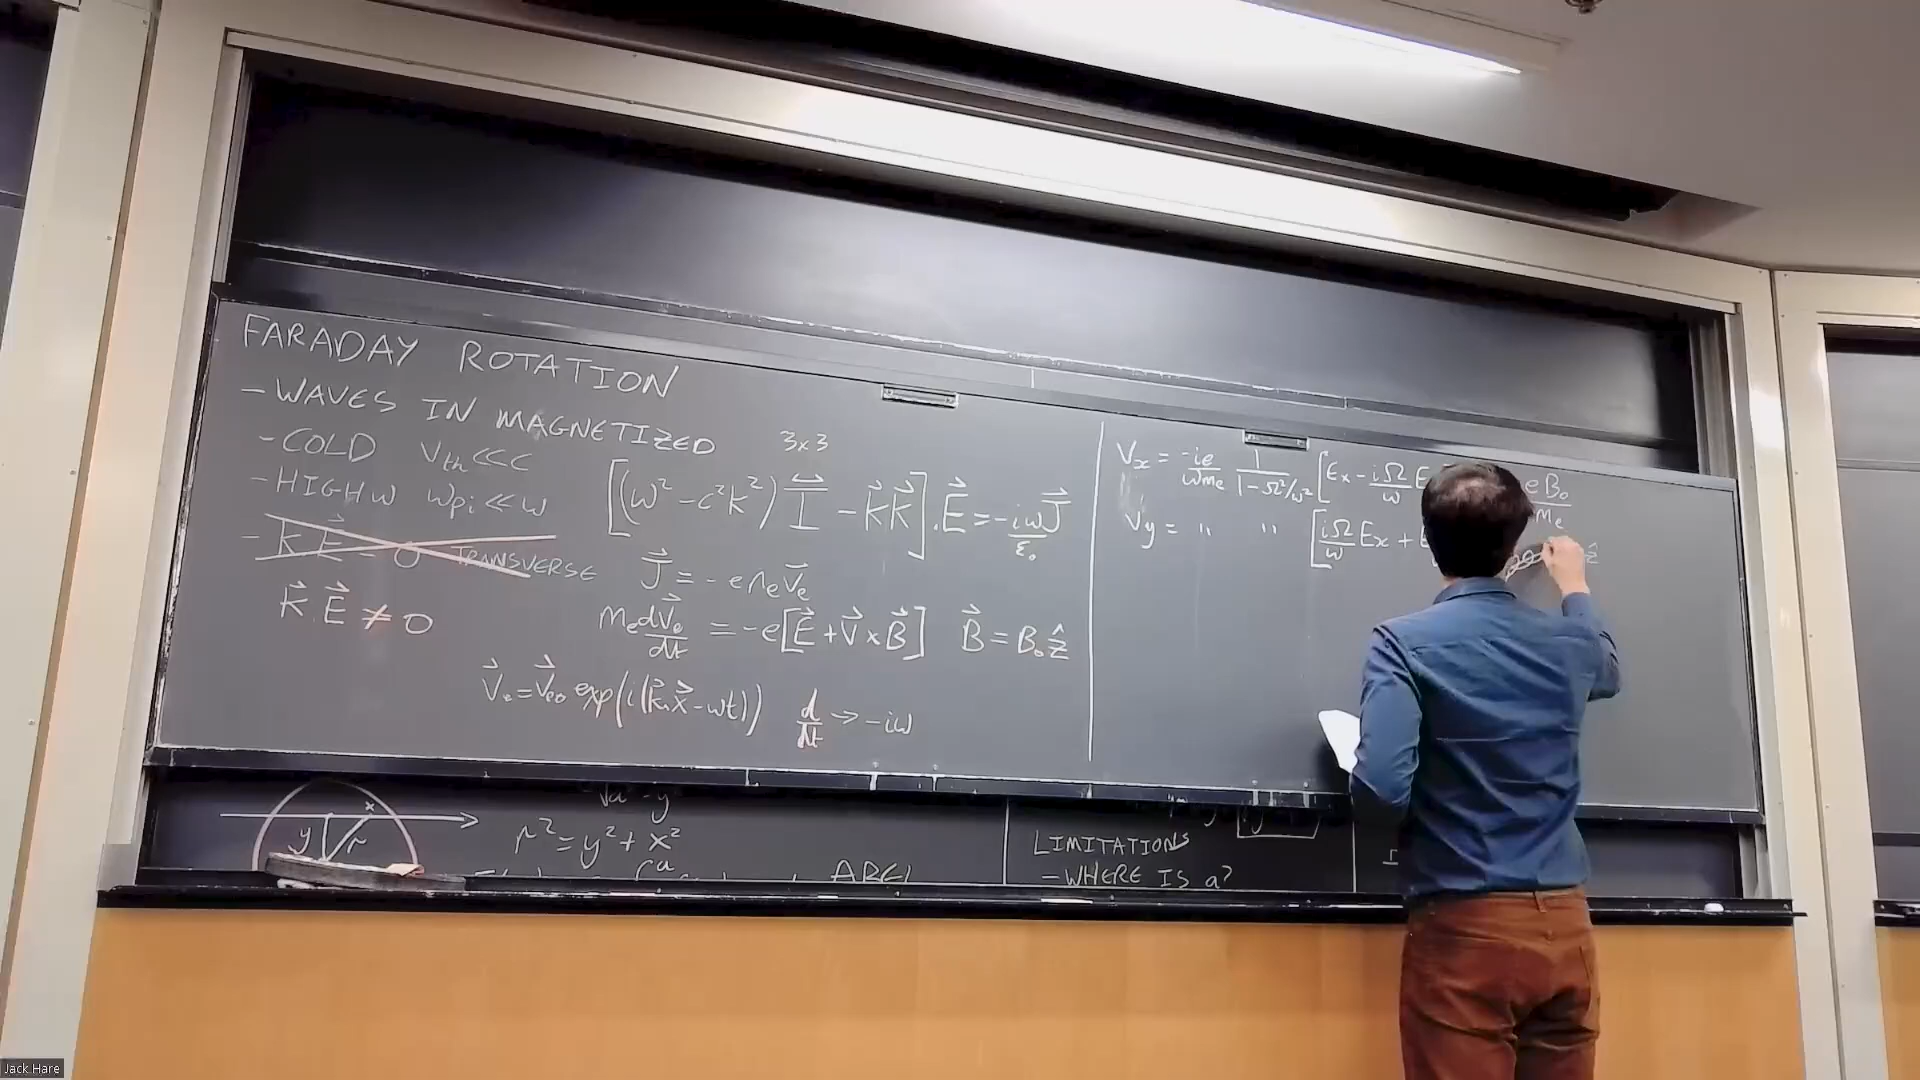 FARADAY ROTATION
- WAVES IN MAGNETIZED
- COLD V_th <<< c
- HIGH ω ω_pi << ω
- K⃗.E⃗ = 0 TRANSVERSE
K⃗.E⃗ ≠ 0
3x3
[(ω² - c²k²) I - K⃗K⃗] . E⃗ = -iωJ⃗/ε₀
J⃗ = - e n_e V⃗_e
m_e dV⃗_e/dt = -e[E⃗ + V⃗ x B⃗] B⃗ = B₀ ẑ
V⃗_e = V⃗_e0 exp(i(k⃗.x⃗ - ωt)) d/dt → -iω
V_x = -ie/ωm_e 1/(1-Ω²/ω²) [E_x - iΩ/ω E
eB₀
m_e
V_y = " " [iΩ/ω E_x +
ẑ
y r x
r² = y² + x²
LIMITATIONS
- WHERE IS a?
Jack Hare